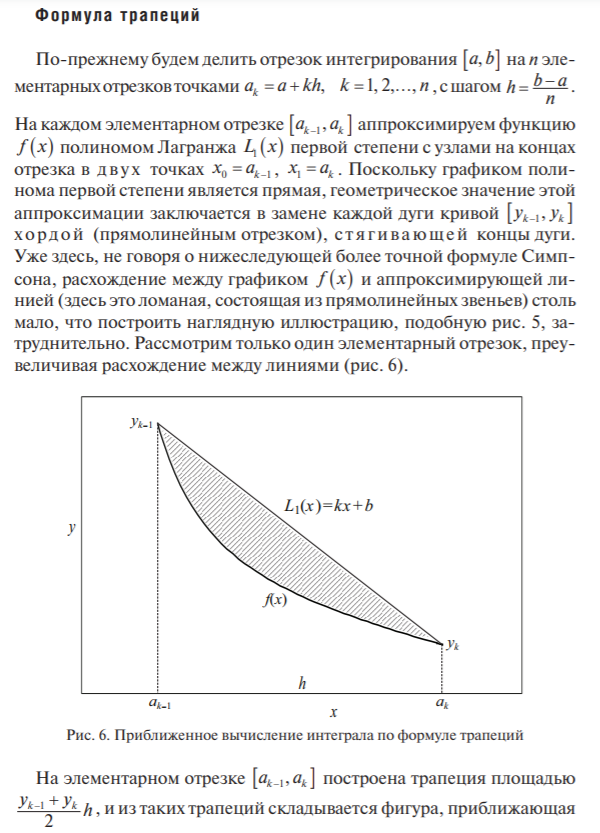 Формула трапеций
По-прежнему будем делить отрезок интегрирования [a, b] на n эле-
ментарных отрезков точками a_k = a + kh, k = 1, 2,…, n , с шагом h = (b − a)/n .
На каждом элементарном отрезке [a_{k−1}, a_k] аппроксимируем функцию
f(x) полиномом Лагранжа L_1(x) первой степени с узлами на концах
отрезка в двух точках x_0 = a_{k−1} , x_1 = a_k . Поскольку графиком поли-
нома первой степени является прямая, геометрическое значение этой
аппроксимации заключается в замене каждой дуги кривой [y_{k−1}, y_k]
хордой (прямолинейным отрезком), стягивающей концы дуги.
Уже здесь, не говоря о нижеследующей более точной формуле Симп-
сона, расхождение между графиком f(x) и аппроксимирующей ли-
нией (здесь это ломаная, состоящая из прямолинейных звеньев) столь
мало, что построить наглядную иллюстрацию, подобную рис. 5, за-
труднительно. Рассмотрим только один элементарный отрезок, преу-
величивая расхождение между линиями (рис. 6).
y_{k−1}
L_1(x)=kx+b
y
f(x)
y_k
h
a_{k−1}
a_k
x
Рис. 6. Приближенное вычисление интеграла по формуле трапеций
На элементарном отрезке [a_{k−1}, a_k] построена трапеция площадью
(y_{k−1} + y_k)/2 h , и из таких трапеций складывается фигура, приближающая